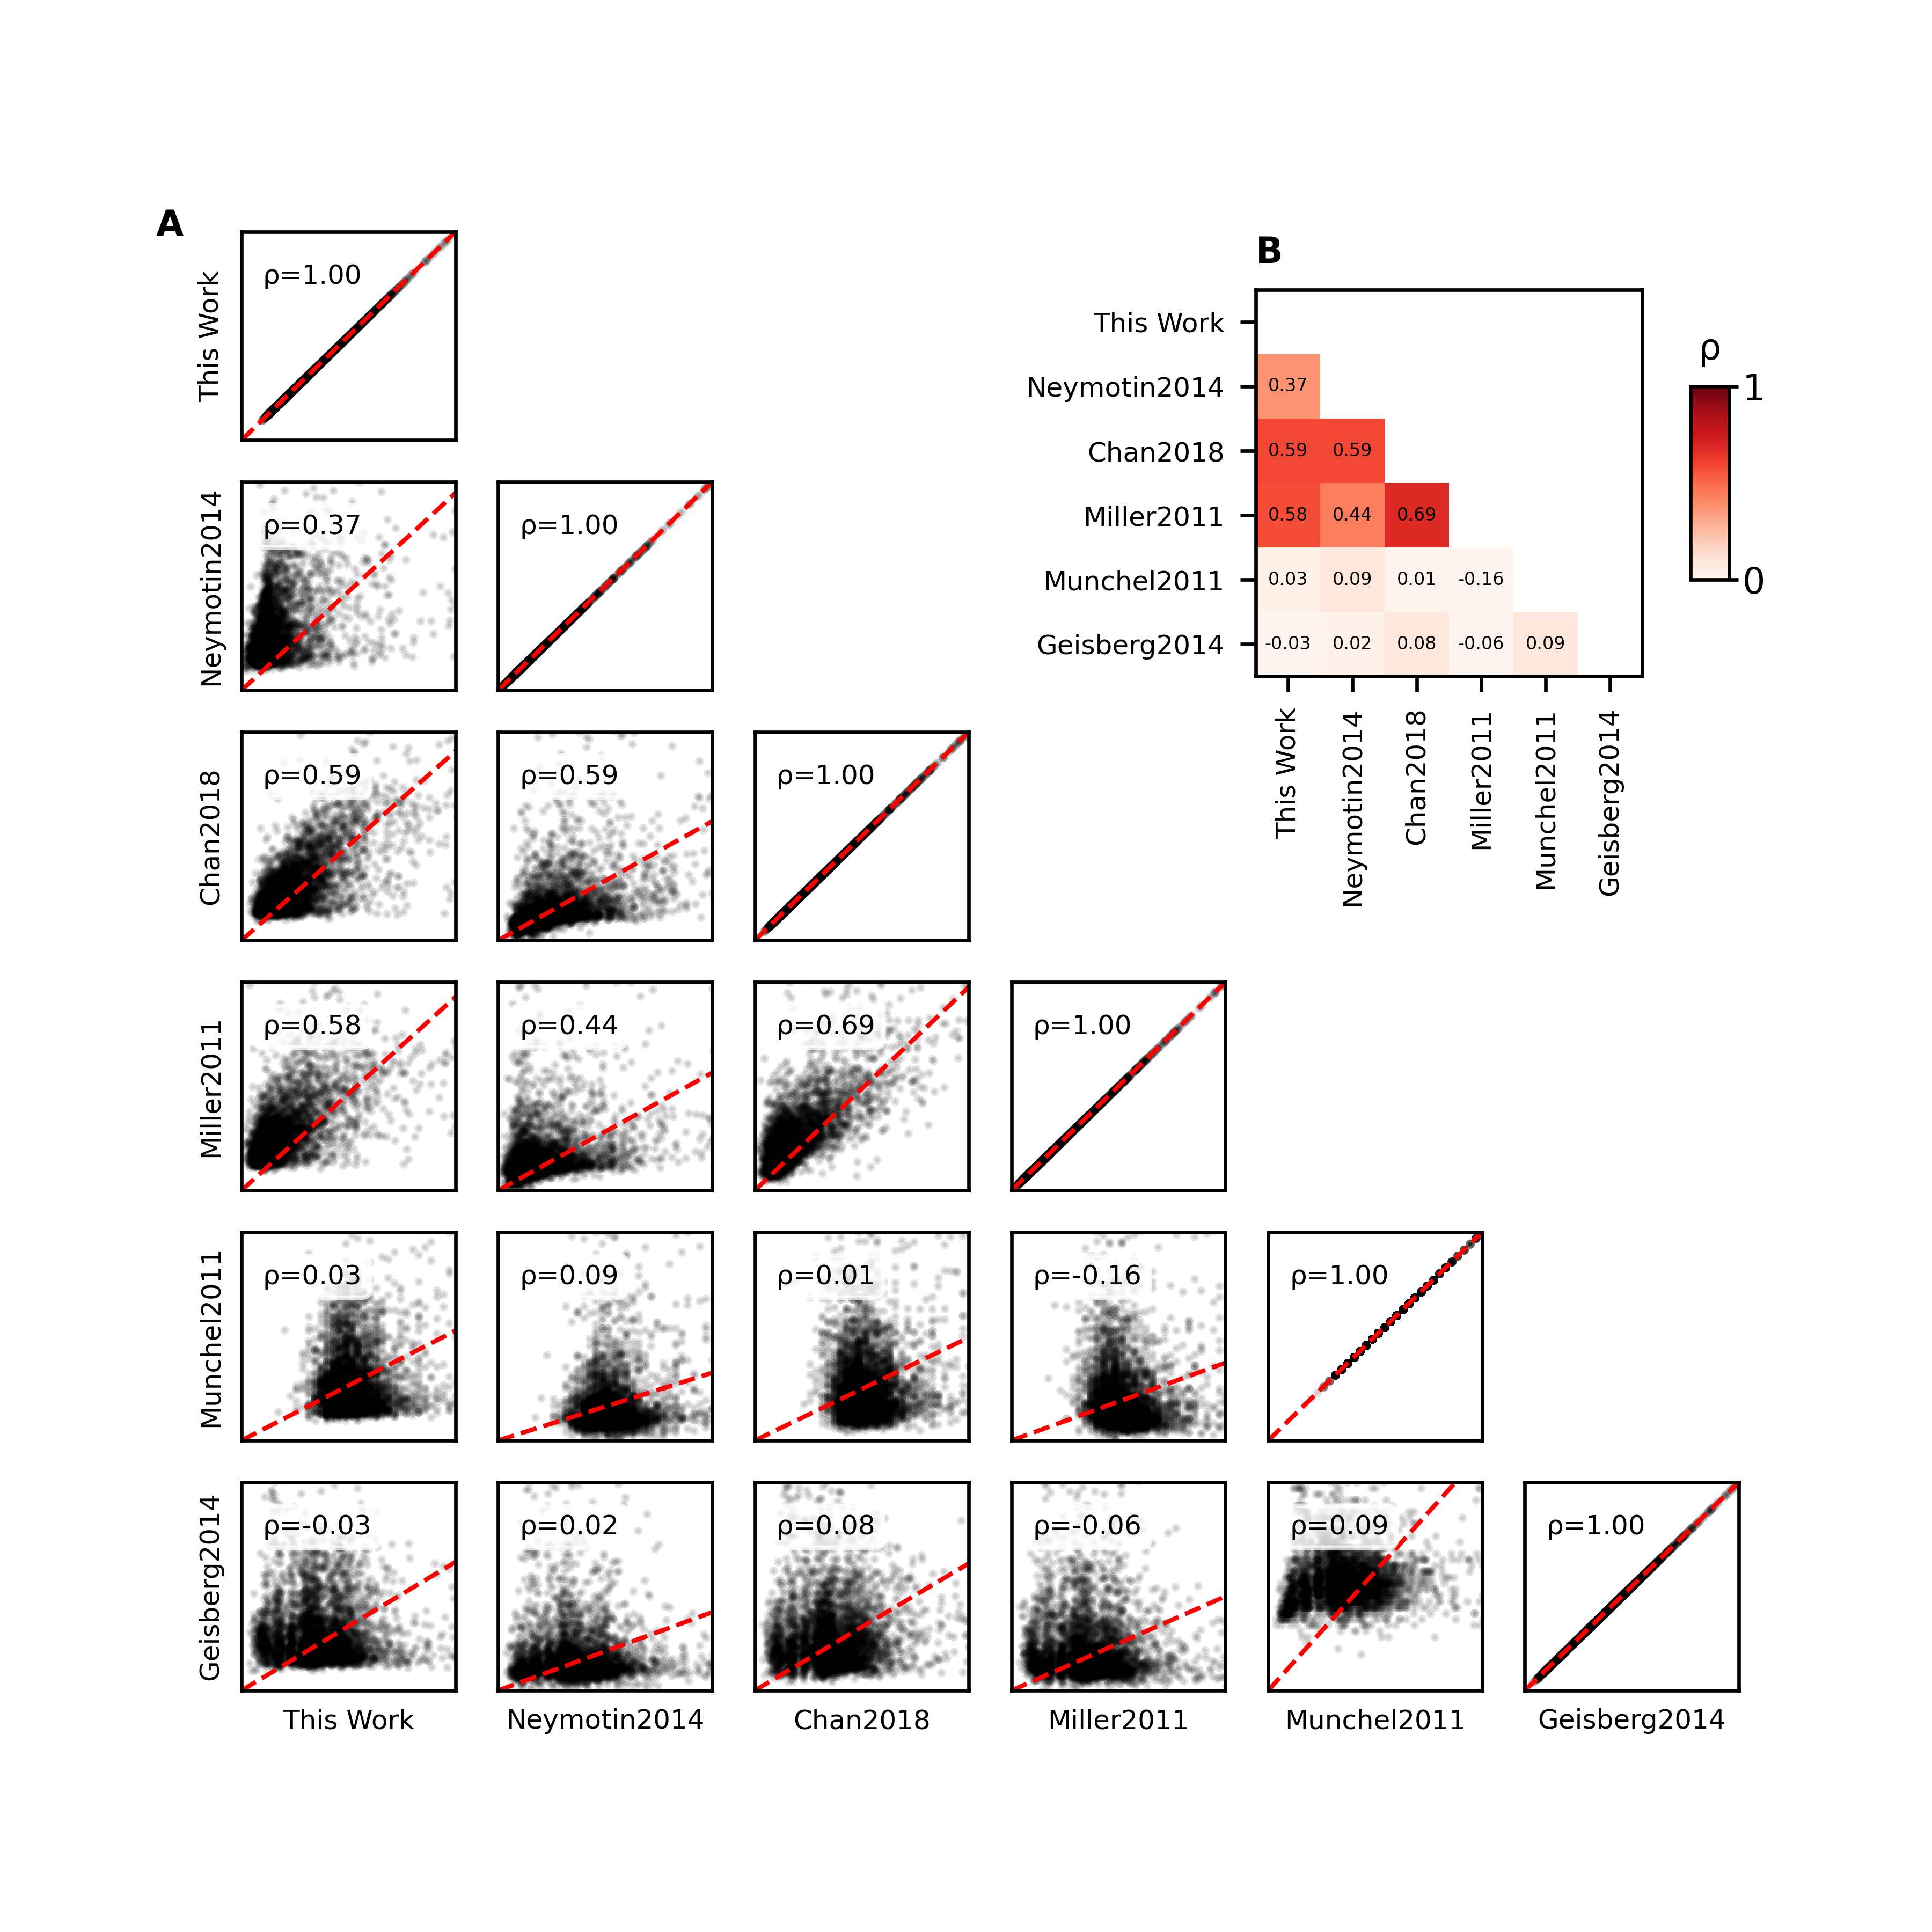 A
This Work
ρ=1.00
Neymotin2014
ρ=0.37
ρ=1.00
Chan2018
ρ=0.59
ρ=0.59
ρ=1.00
Miller2011
ρ=0.58
ρ=0.44
ρ=0.69
ρ=1.00
Munchel2011
ρ=0.03
ρ=0.09
ρ=0.01
ρ=-0.16
ρ=1.00
Geisberg2014
ρ=-0.03
ρ=0.02
ρ=0.08
ρ=-0.06
ρ=0.09
ρ=1.00
This Work
Neymotin2014
Chan2018
Miller2011
Munchel2011
Geisberg2014
B
This Work
Neymotin2014
0.37
Chan2018
0.59 0.59
Miller2011
0.58 0.44 0.69
Munchel2011
0.03 0.09 0.01 -0.16
Geisberg2014
-0.03 0.02 0.08 -0.06 0.09
This Work
Neymotin2014
Chan2018
Miller2011
Munchel2011
Geisberg2014
ρ
1
0